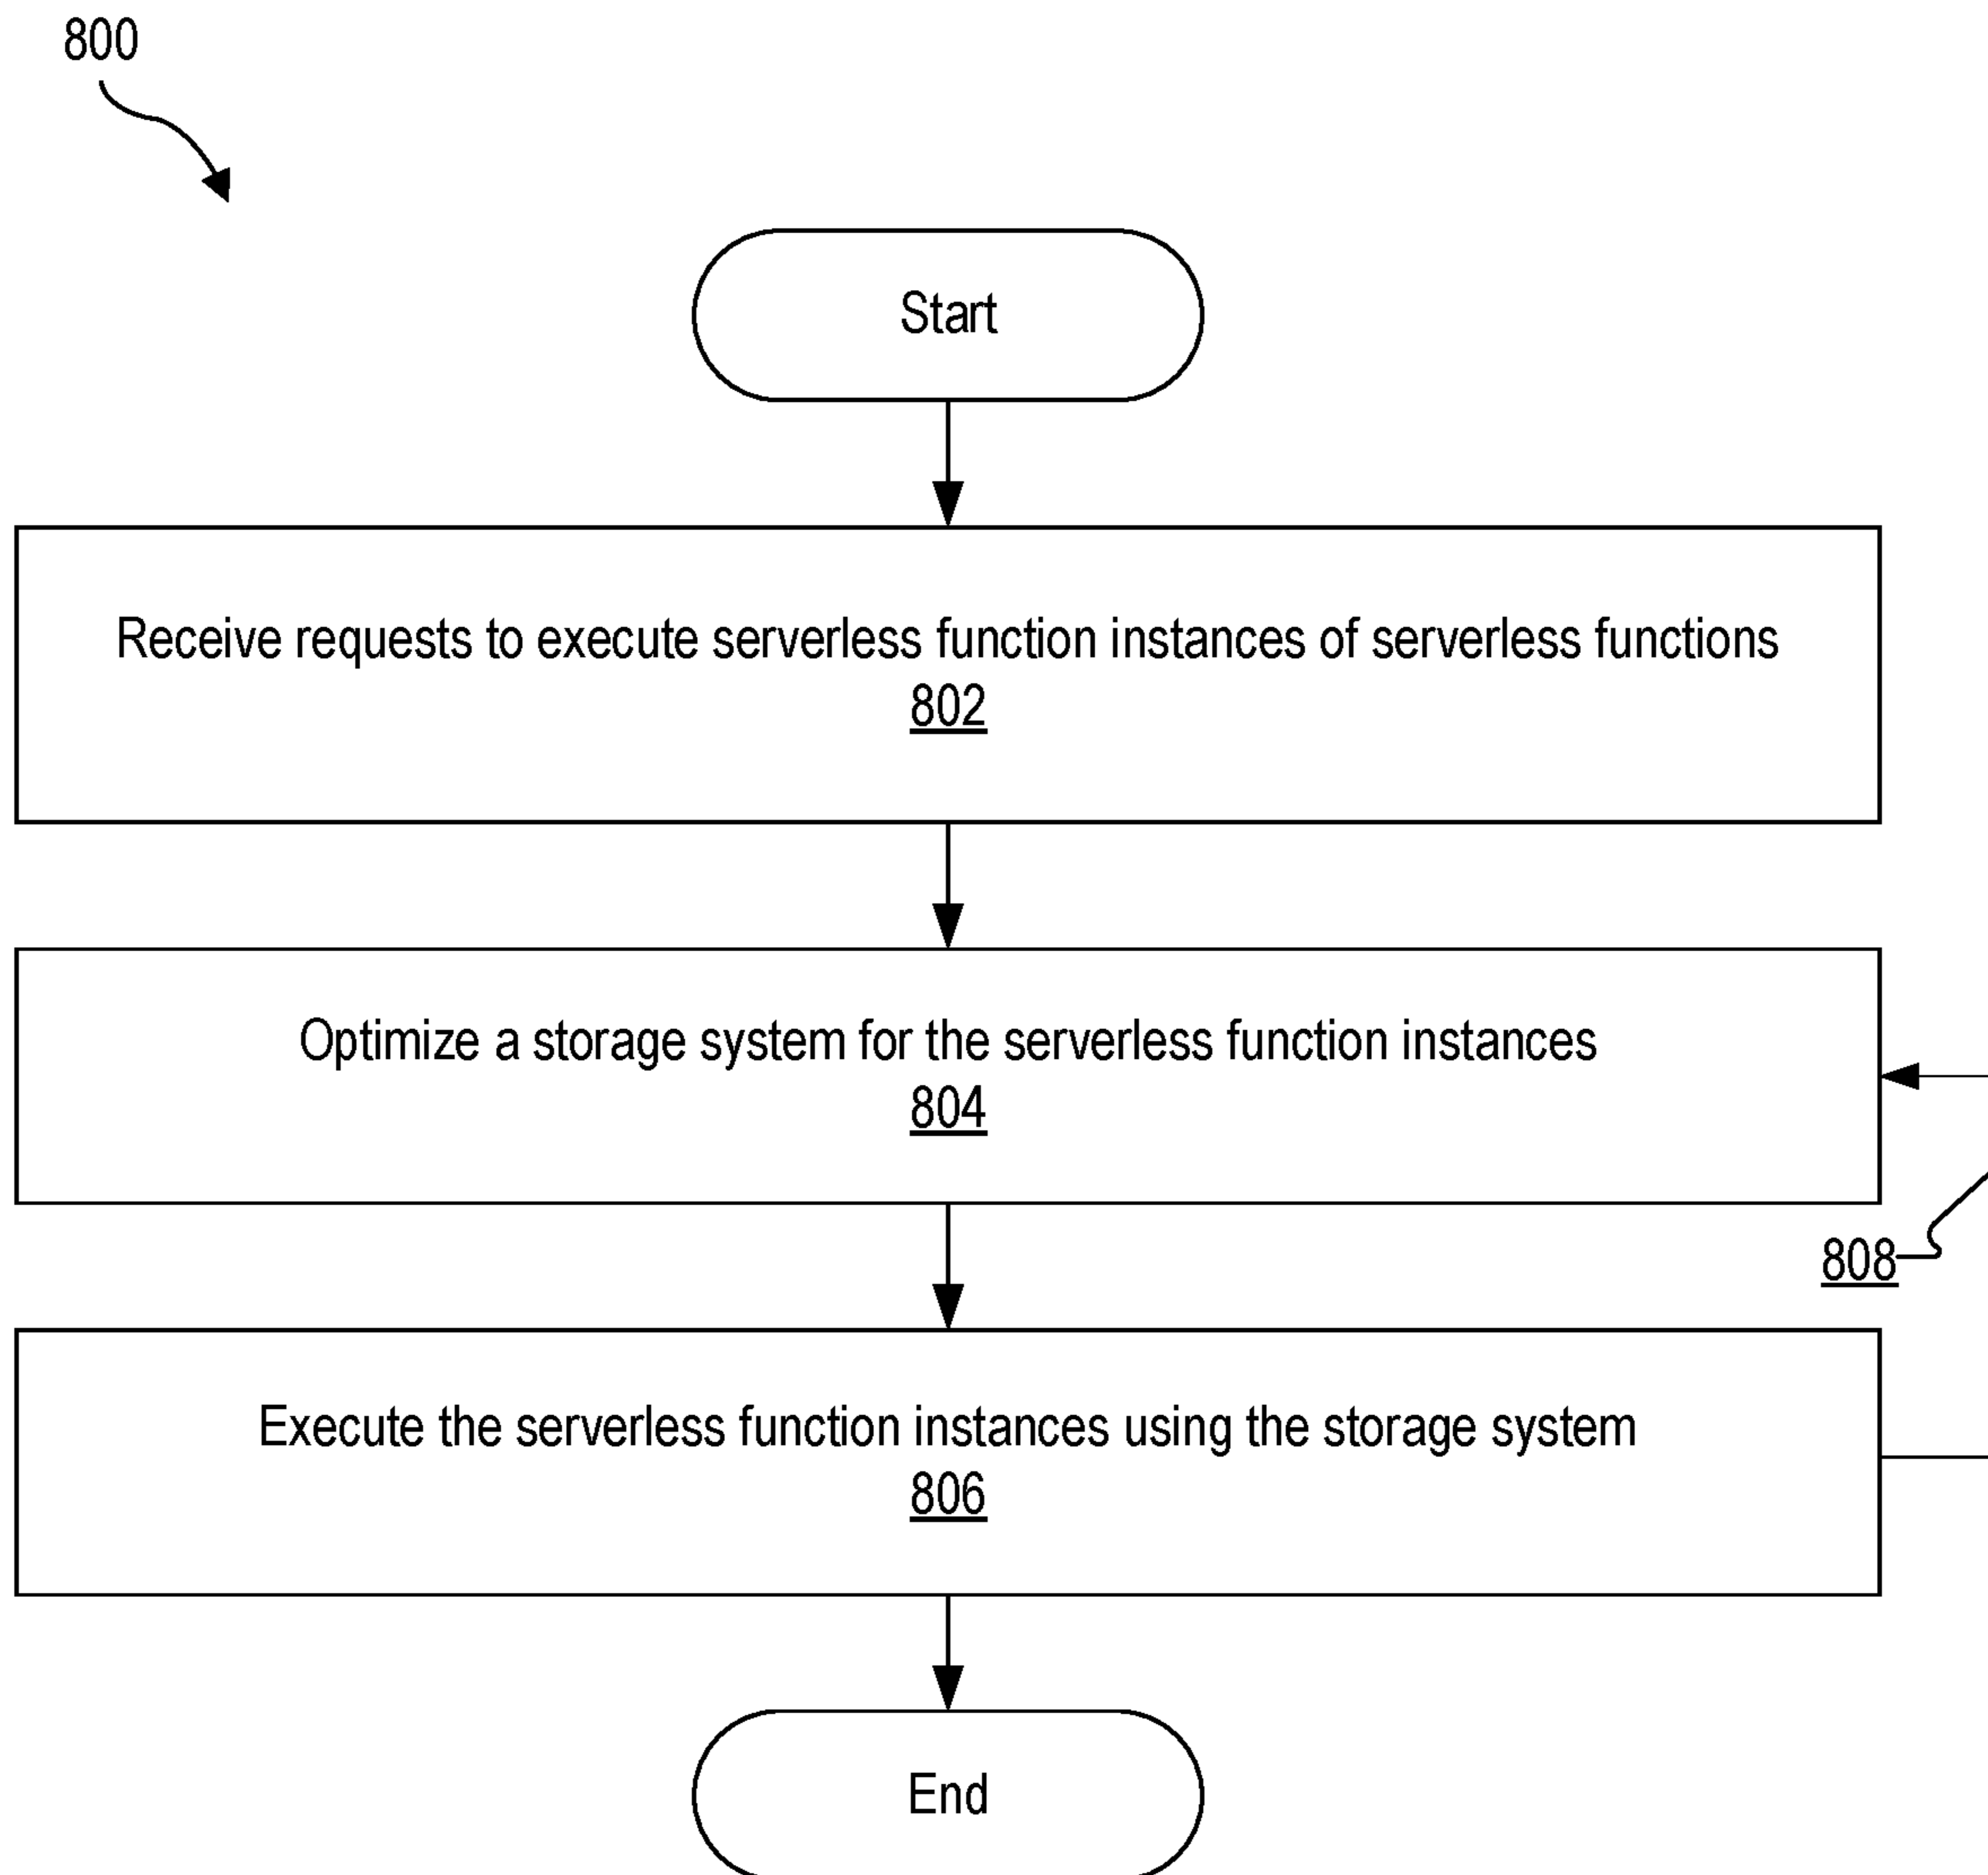 800
Start
Receive requests to execute serverless function instances of serverless functions
802
Optimize a storage system for the serverless function instances
804
808
Execute the serverless function instances using the storage system
806
End